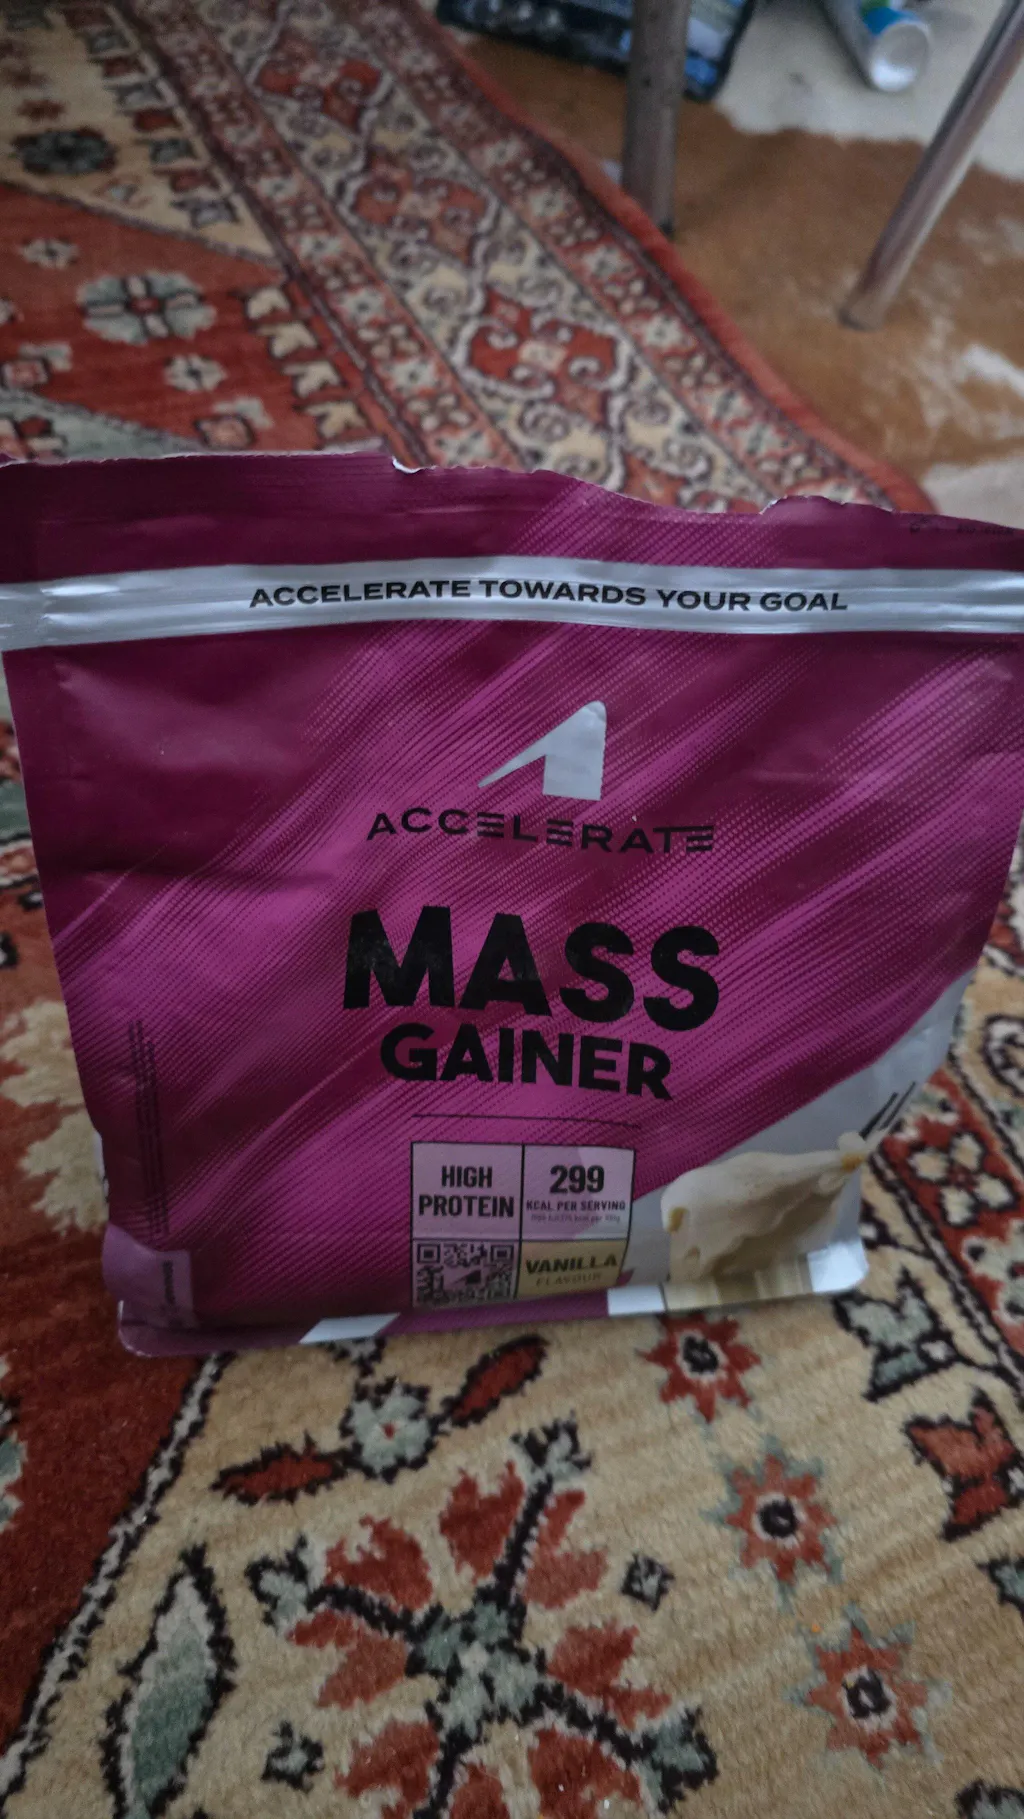 ACCELERATE TOWARDS YOUR GOAL
ACCELERATE
MASS
GAINER
HIGH
PROTEIN
299
KCAL PER SERVING
VANILLA
FLAVOUR